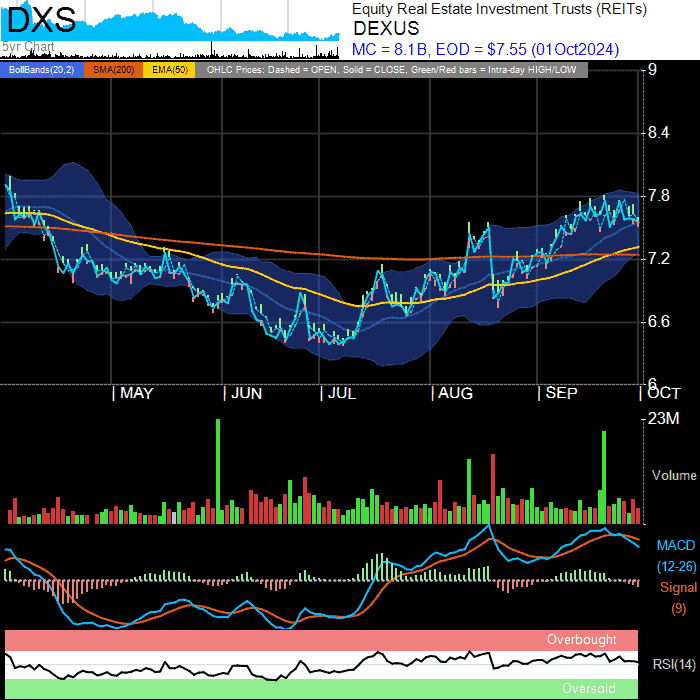 DXS
5yr Chart
Equity Real Estate Investment Trusts (REITs)
DEXUS
MC = 8.1B, EOD = $7.55 (01Oct2024)
BollBands(20,2) SMA(200) EMA(50) OHLC Prices: Dashed = OPEN, Solid = CLOSE, Green/Red bars = Intra-day HIGH/LOW
9
8.4
7.8
7.2
6.6
6
MAY JUN JUL AUG SEP OCT
23M
Volume
MACD
(12-26)
Signal
(9)
Overbought
RSI(14)
Oversold